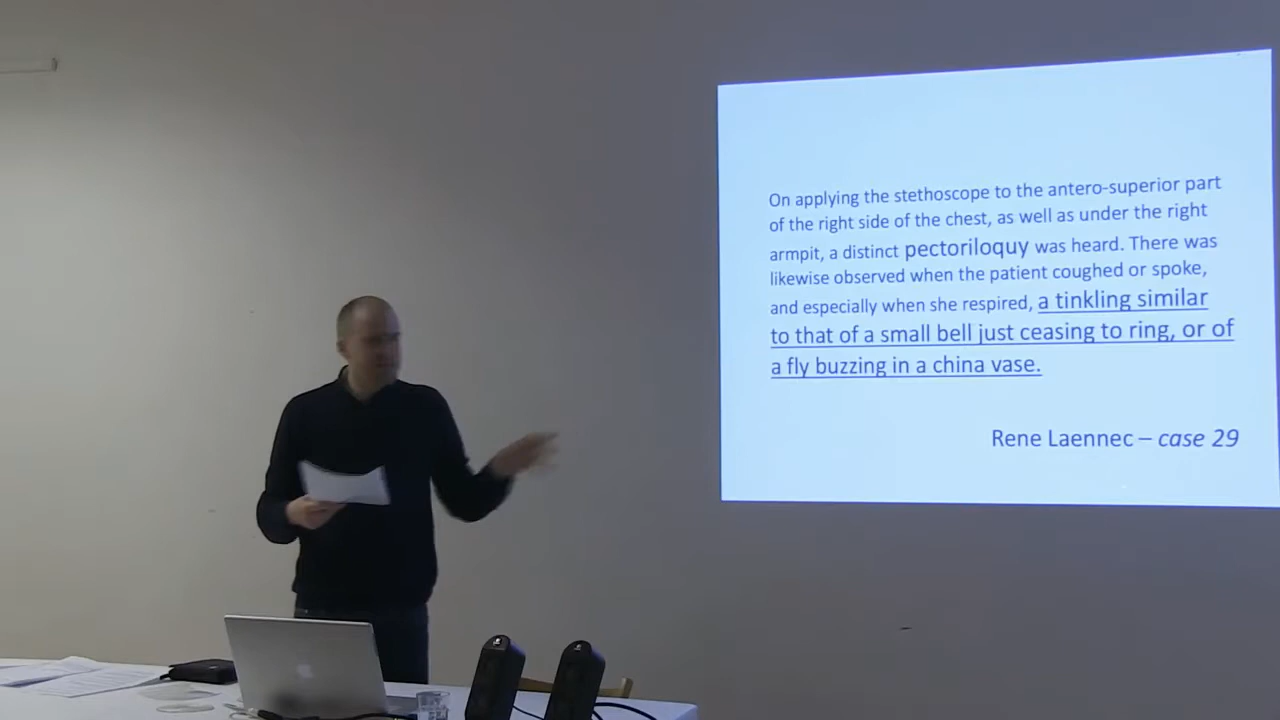 On applying the stethoscope to the antero-superior part
of the right side of the chest, as well as under the right
armpit, a distinct pectoriloquy was heard. There was
likewise observed when the patient coughed or spoke,
and especially when she respired, a tinkling similar
to that of a small bell just ceasing to ring, or of
a fly buzzing in a china vase.
Rene Laennec – case 29